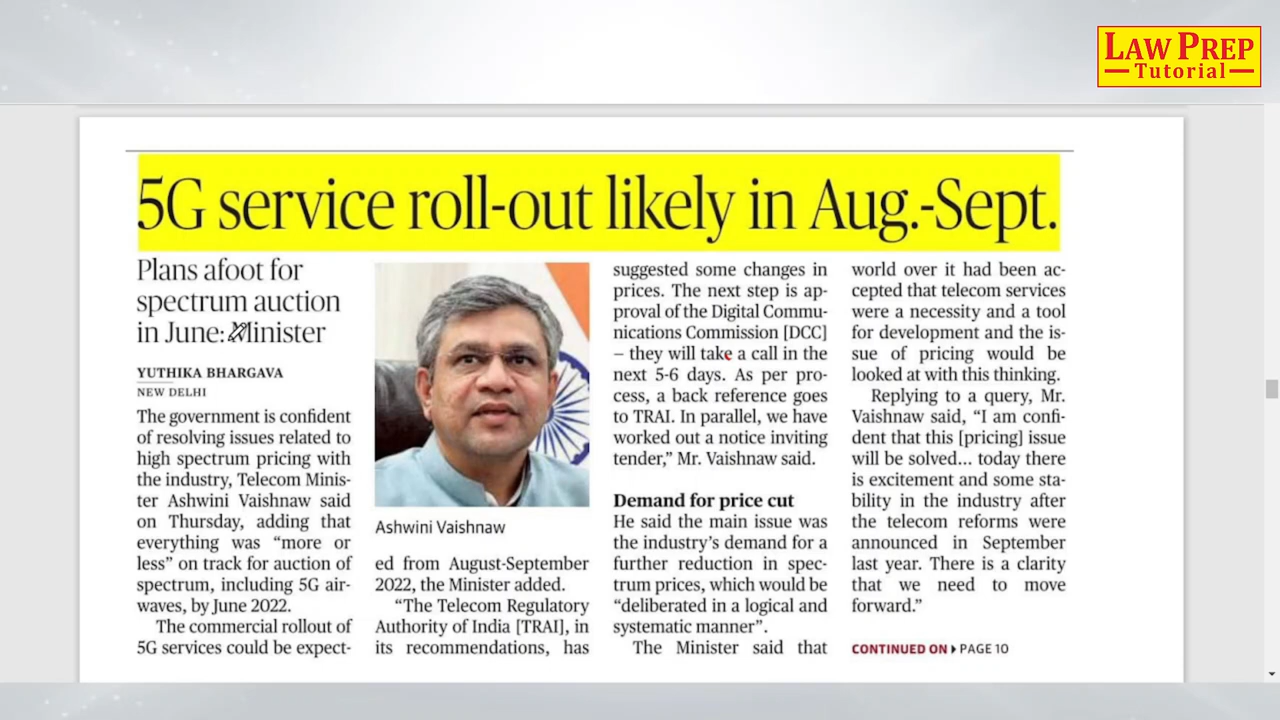 LAW PREP
Tutorial
5G service roll-out likely in Aug.-Sept.
Plans afoot for
spectrum auction
in June: Minister
YUTHIKA BHARGAVA
NEW DELHI
The government is confident
of resolving issues related to
high spectrum pricing with
the industry, Telecom Minis-
ter Ashwini Vaishnaw said
on Thursday, adding that
everything was “more or
less” on track for auction of
spectrum, including 5G air-
waves, by June 2022.
The commercial rollout of
5G services could be expect-
Ashwini Vaishnaw
ed from August-September
2022, the Minister added.
“The Telecom Regulatory
Authority of India [TRAI], in
its recommendations, has
suggested some changes in
prices. The next step is ap-
proval of the Digital Commu-
nications Commission [DCC]
– they will take a call in the
next 5-6 days. As per pro-
cess, a back reference goes
to TRAI. In parallel, we have
worked out a notice inviting
tender,” Mr. Vaishnaw said.
Demand for price cut
He said the main issue was
the industry’s demand for a
further reduction in spec-
trum prices, which would be
“deliberated in a logical and
systematic manner”.
The Minister said that
world over it had been ac-
cepted that telecom services
were a necessity and a tool
for development and the is-
sue of pricing would be
looked at with this thinking.
Replying to a query, Mr.
Vaishnaw said, “I am confi-
dent that this [pricing] issue
will be solved... today there
is excitement and some sta-
bility in the industry after
the telecom reforms were
announced in September
last year. There is a clarity
that we need to move
forward.”
CONTINUED ON PAGE 10